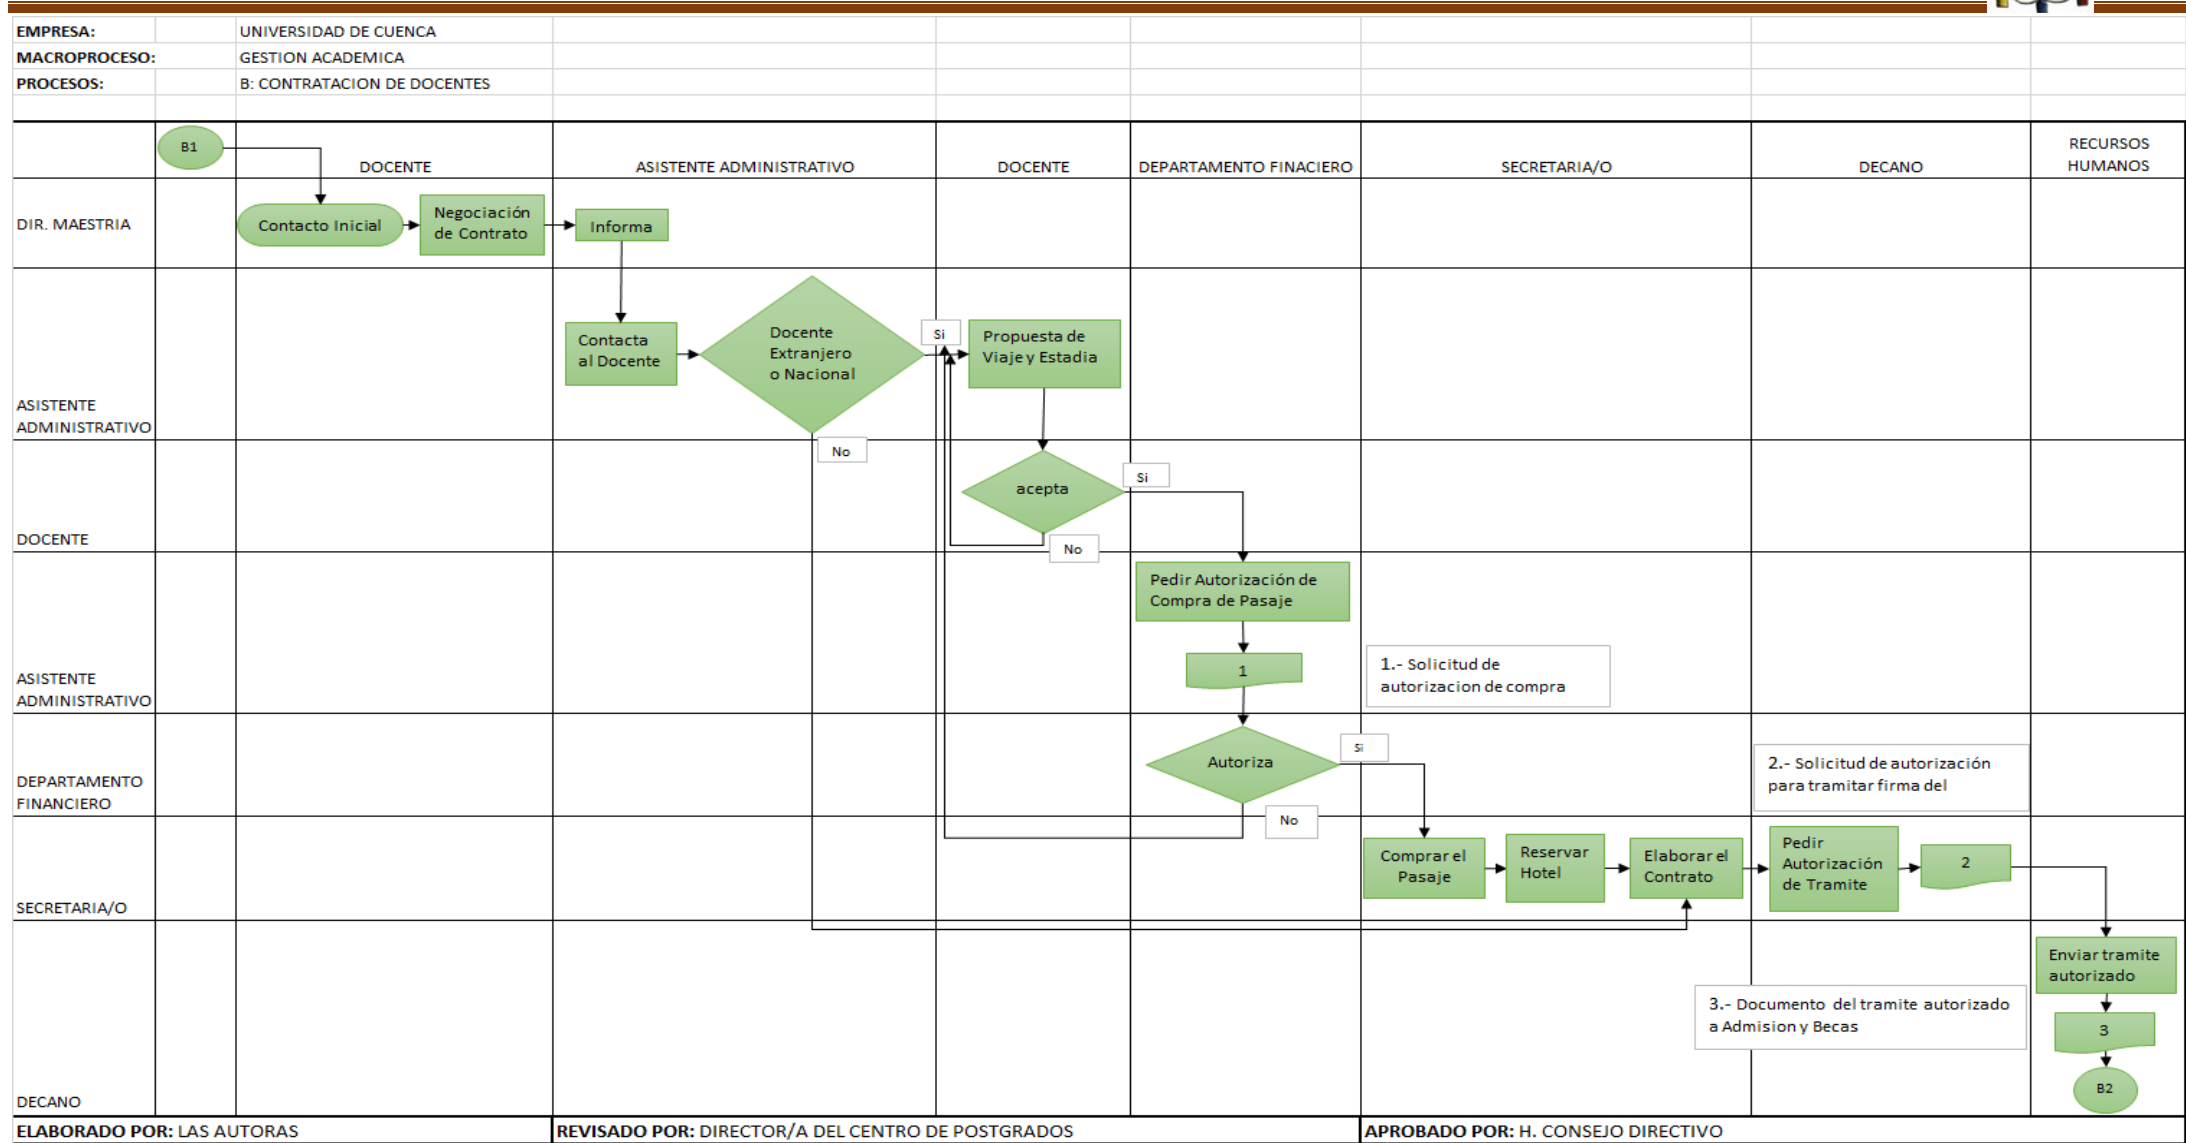 EMPRESA: UNIVERSIDAD DE CUENCA
MACROPROCESO: GESTION ACADEMICA
PROCESOS: B: CONTRATACION DE DOCENTES
B1
DOCENTE
ASISTENTE ADMINISTRATIVO
DOCENTE
DEPARTAMENTO FINACIERO
SECRETARIA/O
DECANO
RECURSOS
HUMANOS
DIR. MAESTRIA
Contacto Inicial
Negociación
de Contrato
Informa
ASISTENTE
ADMINISTRATIVO
Contacta
al Docente
Docente
Extranjero
o Nacional
Si
No
Propuesta de
Viaje y Estadia
DOCENTE
acepta
Si
No
ASISTENTE
ADMINISTRATIVO
Pedir Autorización de
Compra de Pasaje
1
1.- Solicitud de
autorizacion de compra
DEPARTAMENTO
FINANCIERO
Autoriza
Si
No
2.- Solicitud de autorización
para tramitar firma del
SECRETARIA/O
Comprar el
Pasaje
Reservar
Hotel
Elaborar el
Contrato
Pedir
Autorización
de Tramite
2
DECANO
Enviar tramite
autorizado
3.- Documento del tramite autorizado
a Admision y Becas
3
B2
ELABORADO POR: LAS AUTORAS
REVISADO POR: DIRECTOR/A DEL CENTRO DE POSTGRADOS
APROBADO POR: H. CONSEJO DIRECTIVO